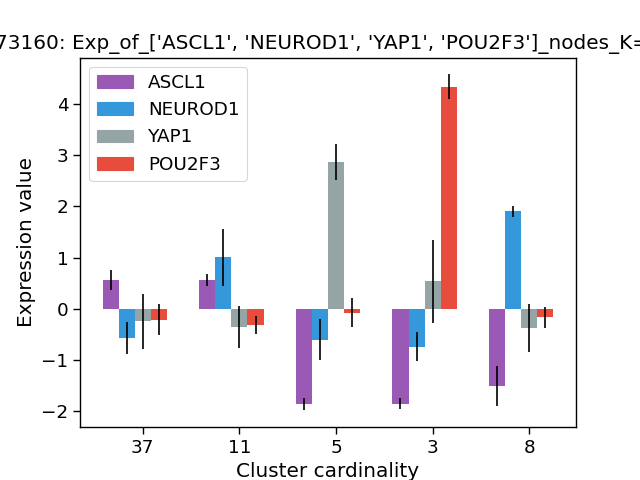 73160: Exp_of_['ASCL1', 'NEUROD1', 'YAP1', 'POU2F3']_nodes_K=
ASCL1
NEUROD1
YAP1
POU2F3
Expression value
4
3
2
1
0
−1
−2
37 11 5 3 8
Cluster cardinality